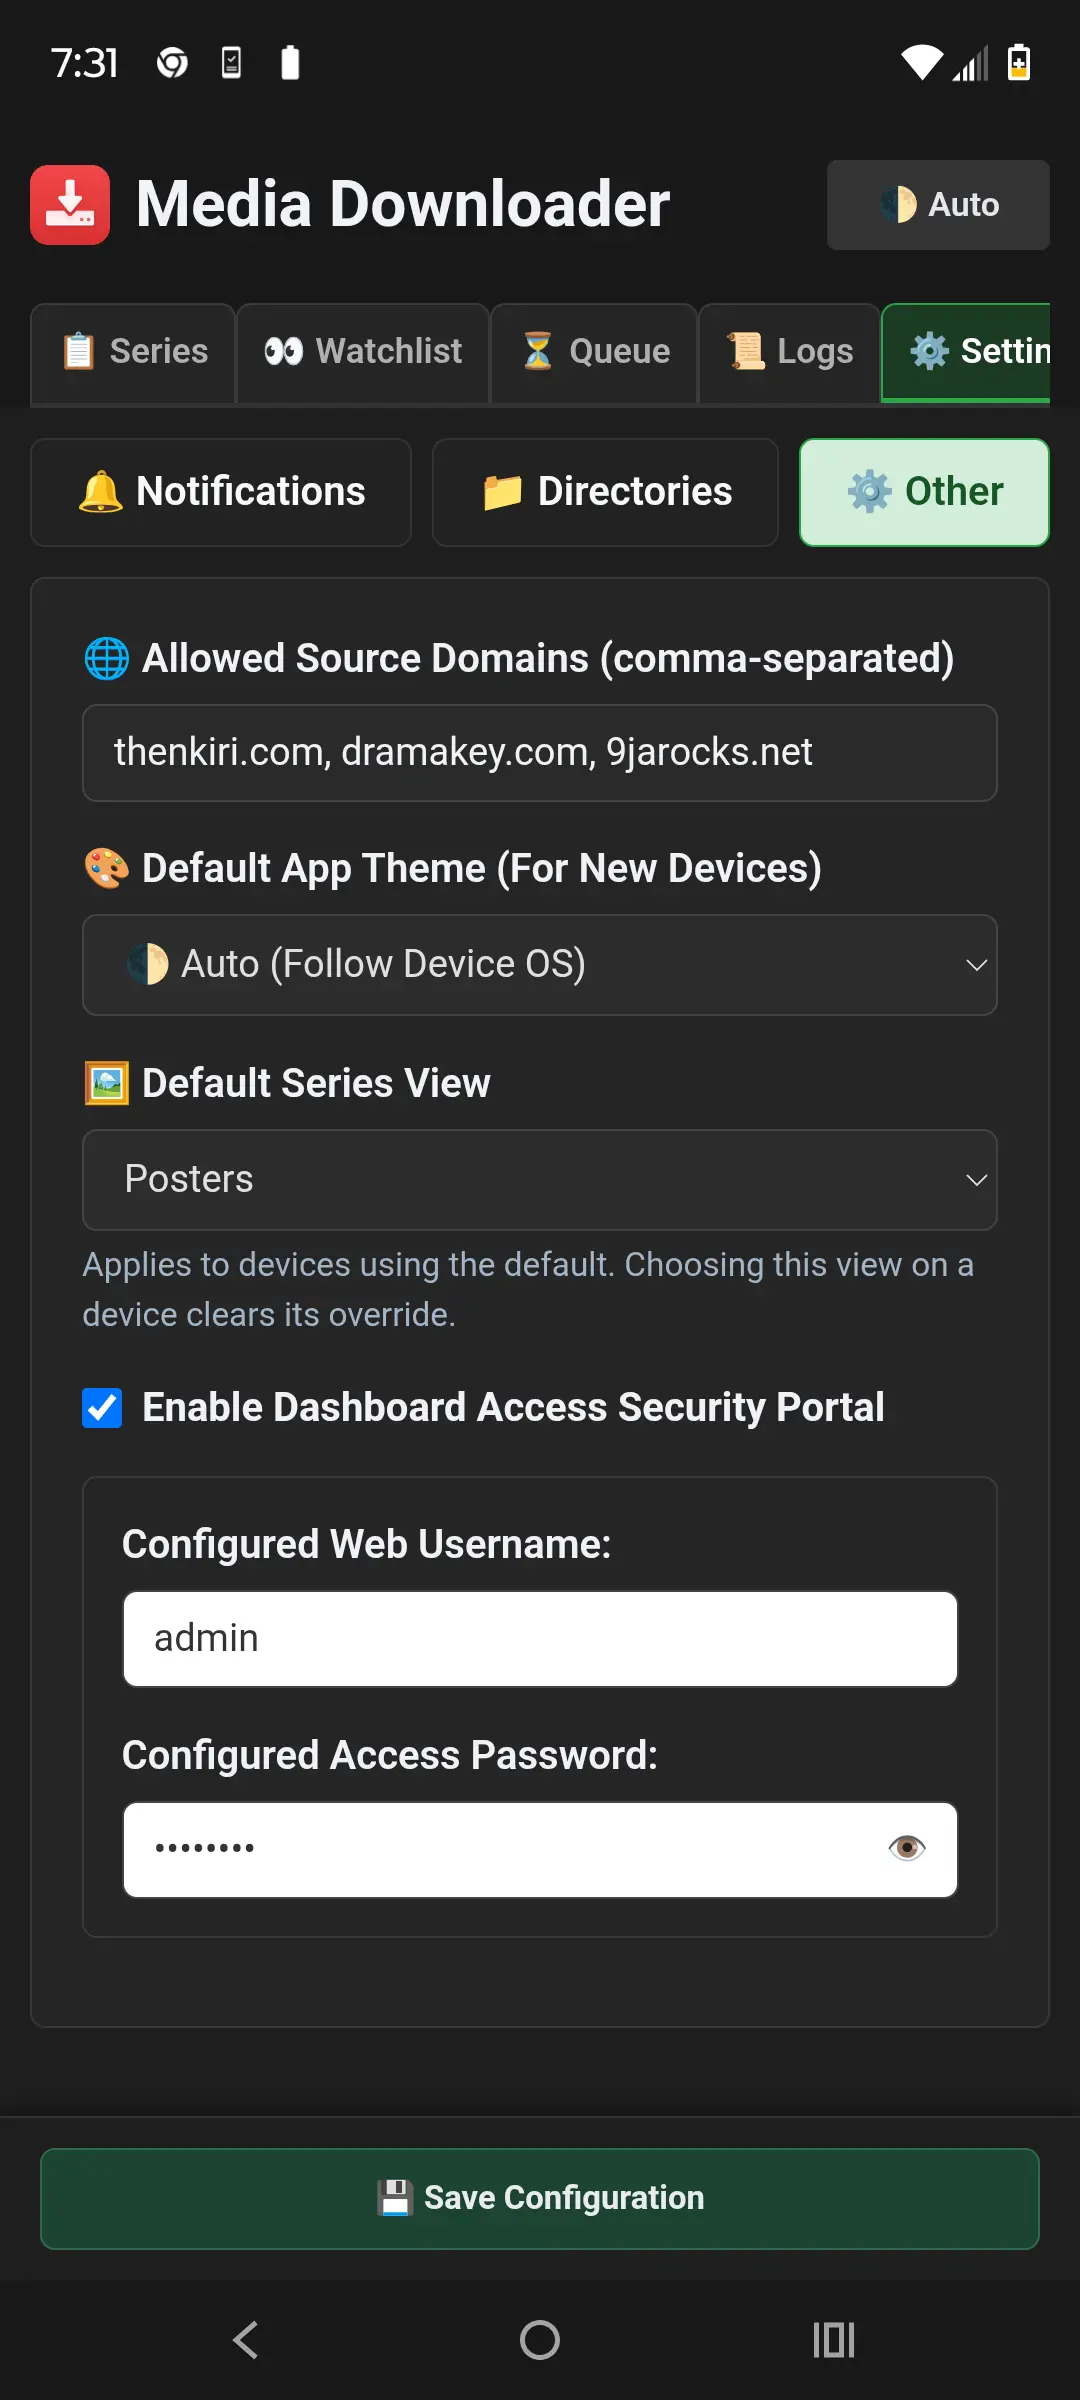 7:31
Media Downloader
🌓 Auto
📋 Series
👀 Watchlist
⏳ Queue
📜 Logs
⚙️ Settin
🔔 Notifications
📁 Directories
⚙️ Other
🌐 Allowed Source Domains (comma-separated)
thenkiri.com, dramakey.com, 9jarocks.net
🎨 Default App Theme (For New Devices)
🌓 Auto (Follow Device OS)
🖼️ Default Series View
Posters
Applies to devices using the default. Choosing this view on a
device clears its override.
Enable Dashboard Access Security Portal
Configured Web Username:
admin
Configured Access Password:
••••••••
💾 Save Configuration